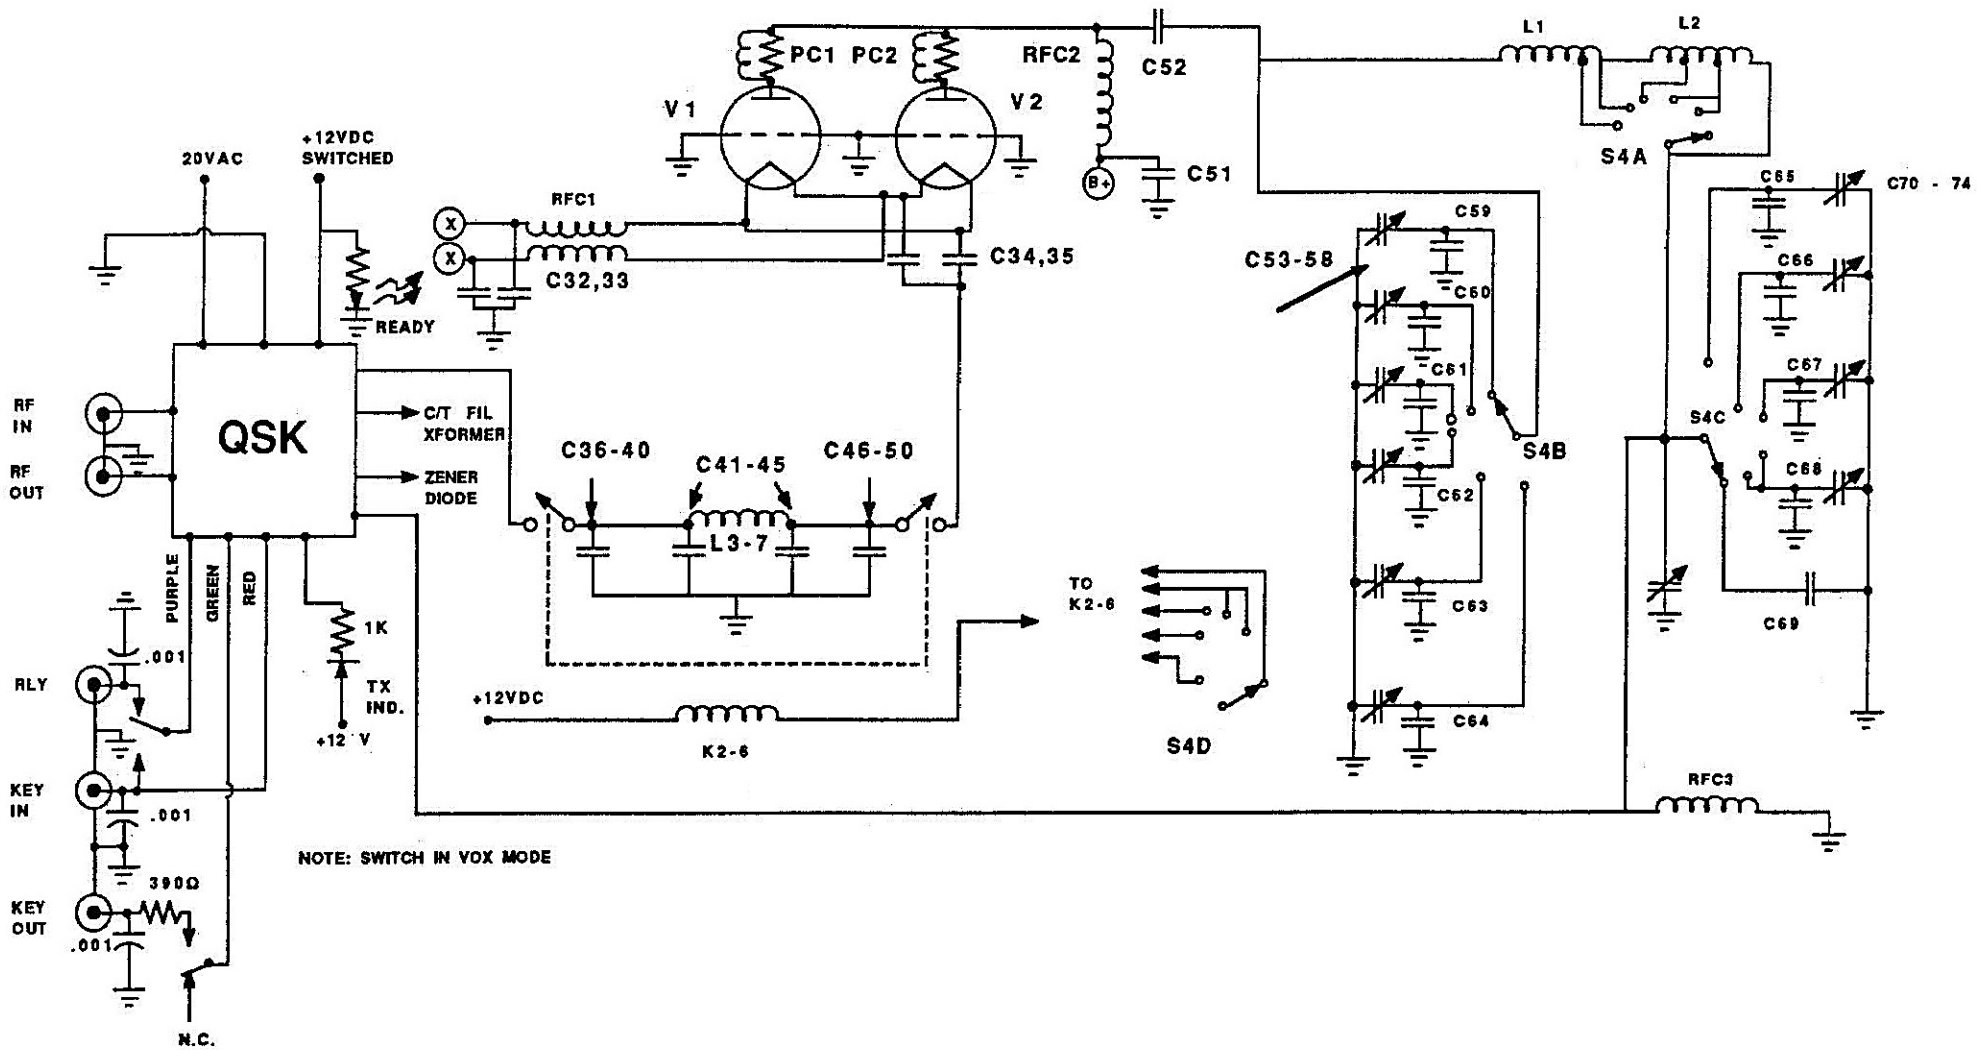 L1
L2
PC1
PC2
RFC2
C52
V1
V2
+12VDC
SWITCHED
20VAC
S4A
C51
B+
C65
C70 - 74
RFC1
X
X
C59
C34,35
C53-58
C32,33
C66
C60
READY
C61
C67
RF
IN
C/T FIL
XFORMER
QSK
S4C
C36-40
C41-45
C46-50
S4B
RF
OUT
ZENER
DIODE
C62
C68
L3-7
PURPLE
GREEN
RED
TO
K2-6
C63
C69
1K
.001
RLY
TX
IND.
+12VDC
C64
+12 V
K2-6
S4D
RFC3
KEY
IN
.001
NOTE: SWITCH IN VOX MODE
390Ω
KEY
OUT
.001
N.C.